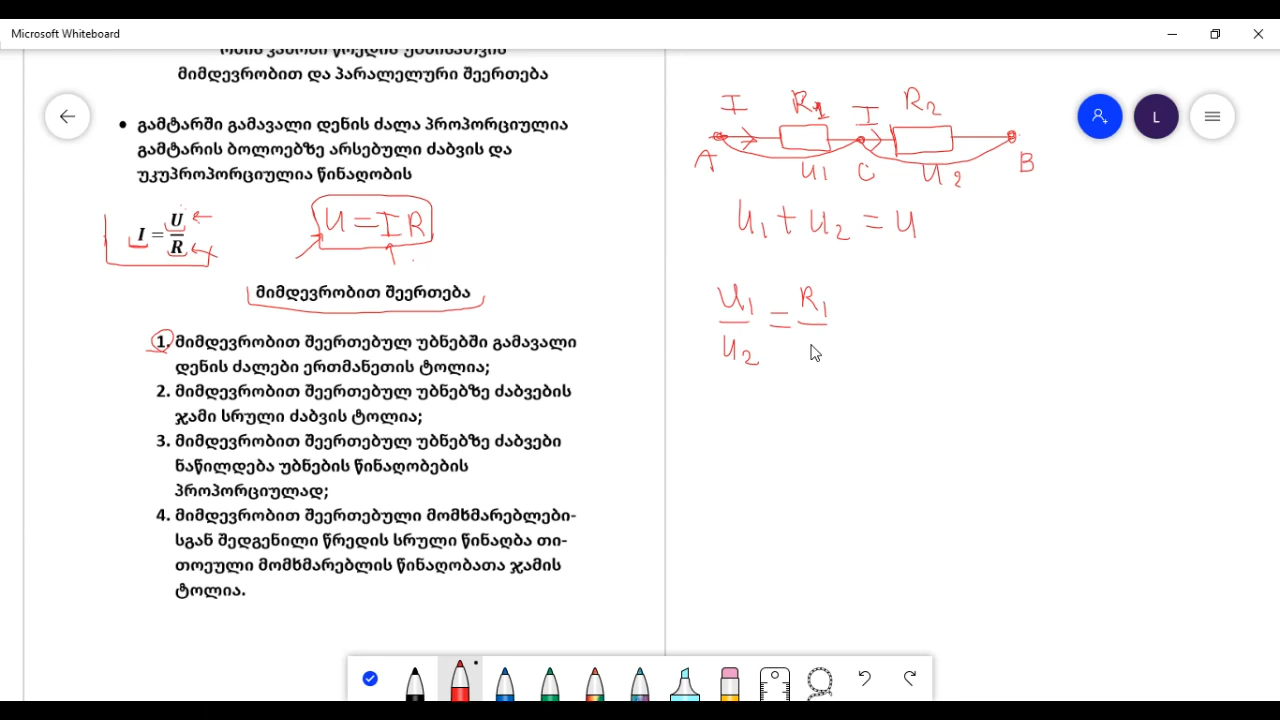 Microsoft Whiteboard
მიმდევრობით და პარალელური შეერთება
• გამტარში გამავალი დენის ძალა პროპორციულია
გამტარის ბოლოებზე არსებული ძაბვის და
უკუპროპორციულია წინაღობის
I = U/R
U = IR
მიმდევრობით შეერთება
1. მიმდევრობით შეერთებულ უბნებში გამავალი
დენის ძალები ერთმანეთის ტოლია;
2. მიმდევრობით შეერთებულ უბნებზე ძაბვების
ჯამი სრული ძაბვის ტოლია;
3. მიმდევრობით შეერთებულ უბნებზე ძაბვები
ნაწილდება უბნების წინაღობების
პროპორციულად;
4. მიმდევრობით შეერთებული მომხმარებლები-
სგან შედგენილი წრედის სრული წინაღბა თი-
თოეული მომხმარებლის წინაღობათა ჯამის
ტოლია.
I R1 I R2
A U1 C U2 B
U1 + U2 = U
U1/U2 = R1
L